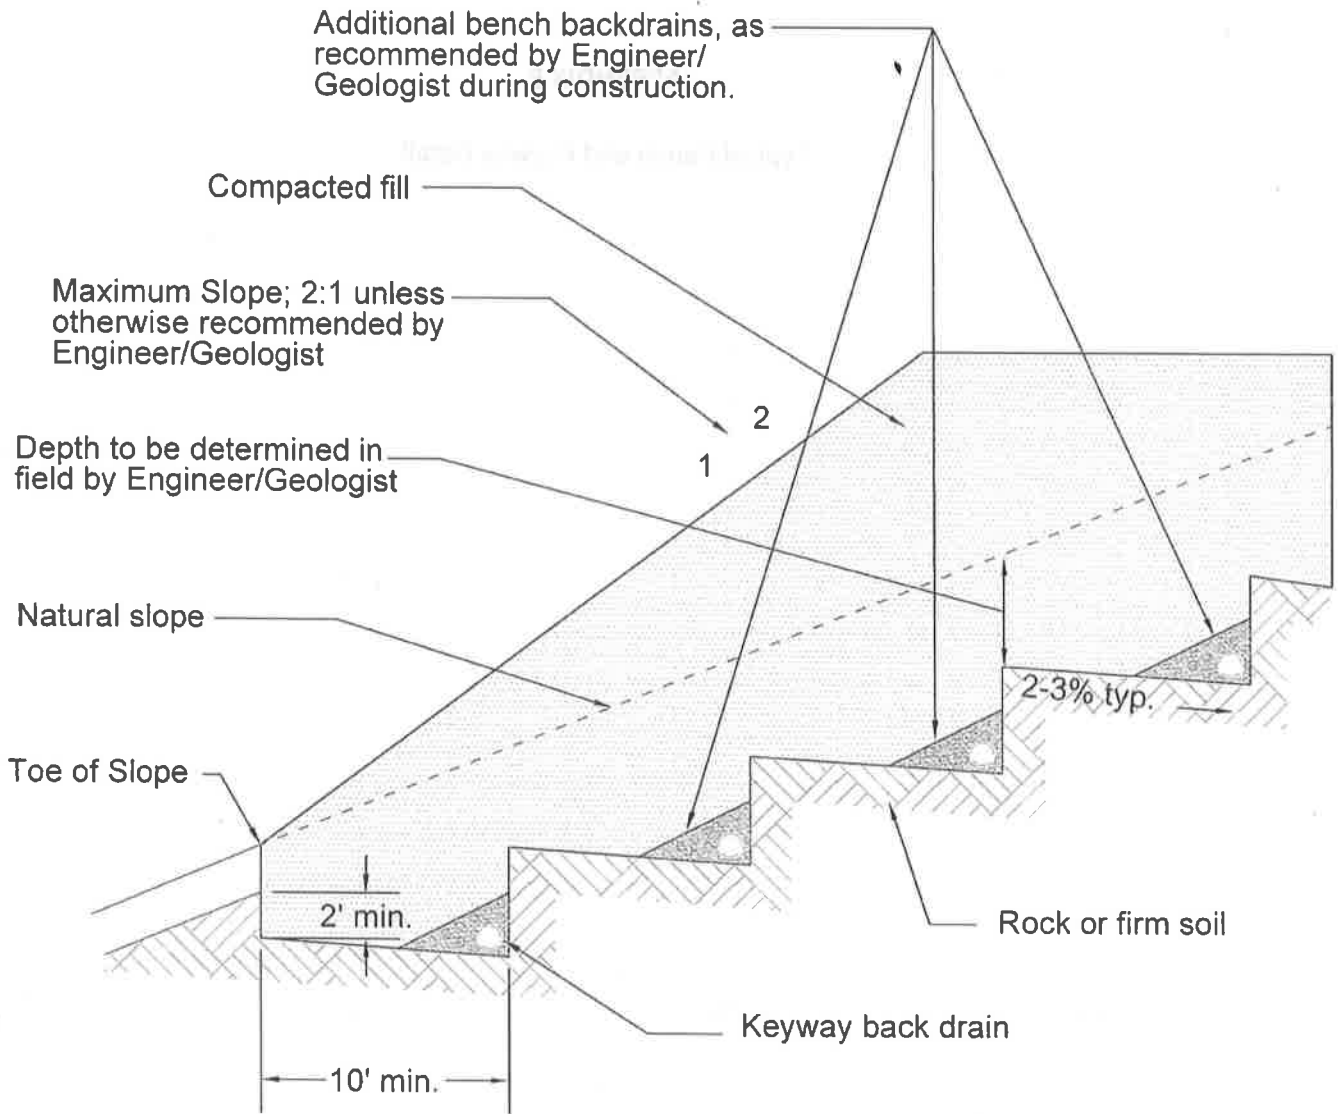 Additional bench backdrains, as
recommended by Engineer/
Geologist during construction.
Compacted fill
Maximum Slope; 2:1 unless
otherwise recommended by
Engineer/Geologist
2
1
Depth to be determined in
field by Engineer/Geologist
Natural slope
2-3% typ.
Toe of Slope
2' min.
Rock or firm soil
Keyway back drain
10' min.